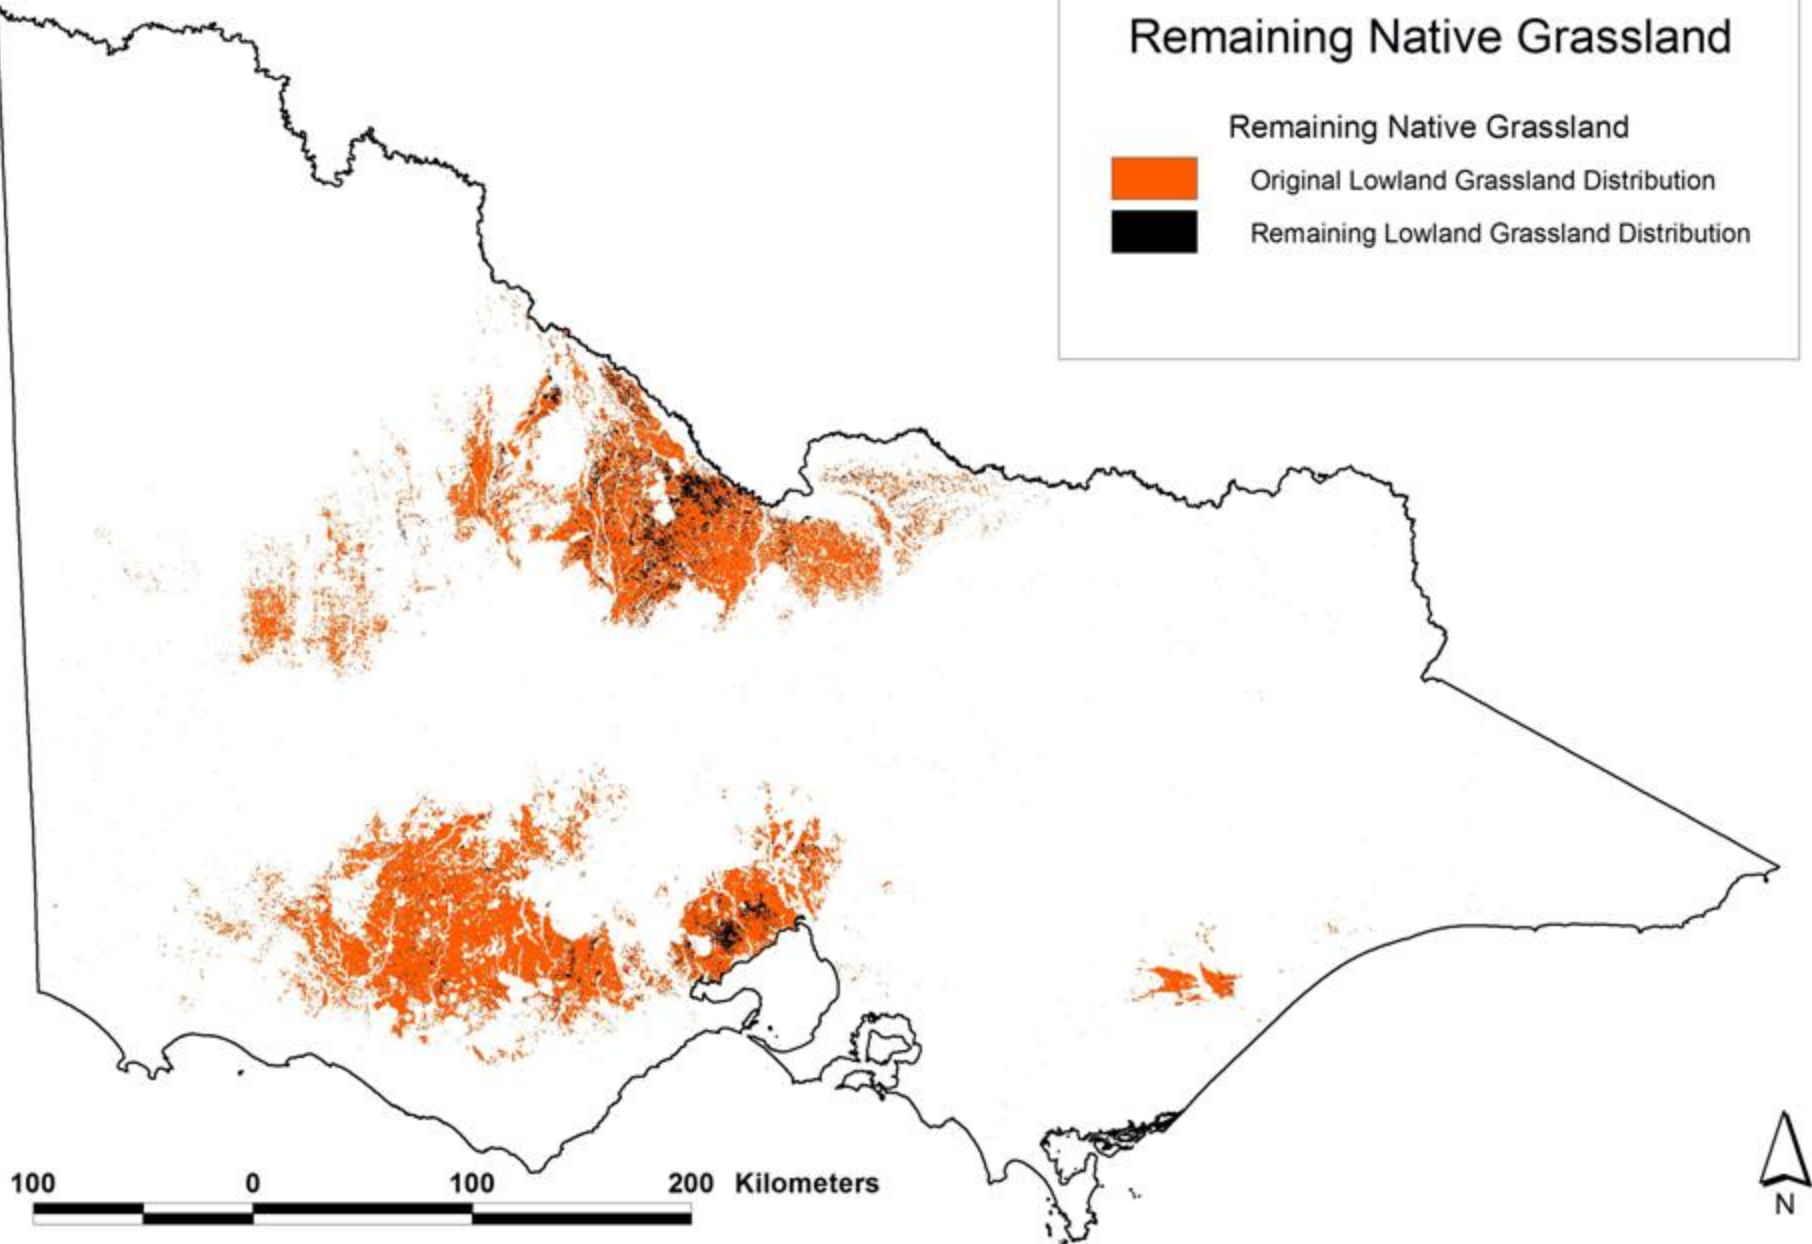 Remaining Native Grassland
Remaining Native Grassland
Original Lowland Grassland Distribution
Remaining Lowland Grassland Distribution
100 0 100 200 Kilometers
N